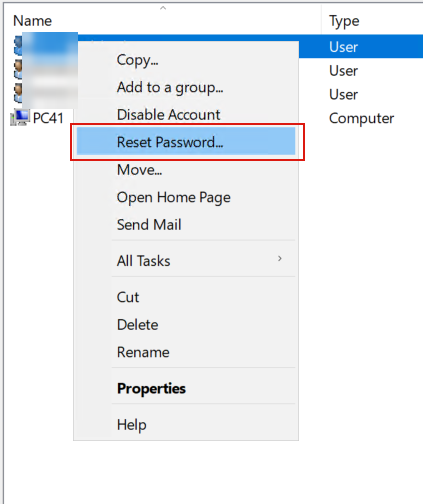 Name Type
User
User
User
PC41 Computer
Copy...
Add to a group...
Disable Account
Reset Password...
Move...
Open Home Page
Send Mail
All Tasks
Cut
Delete
Rename
Properties
Help